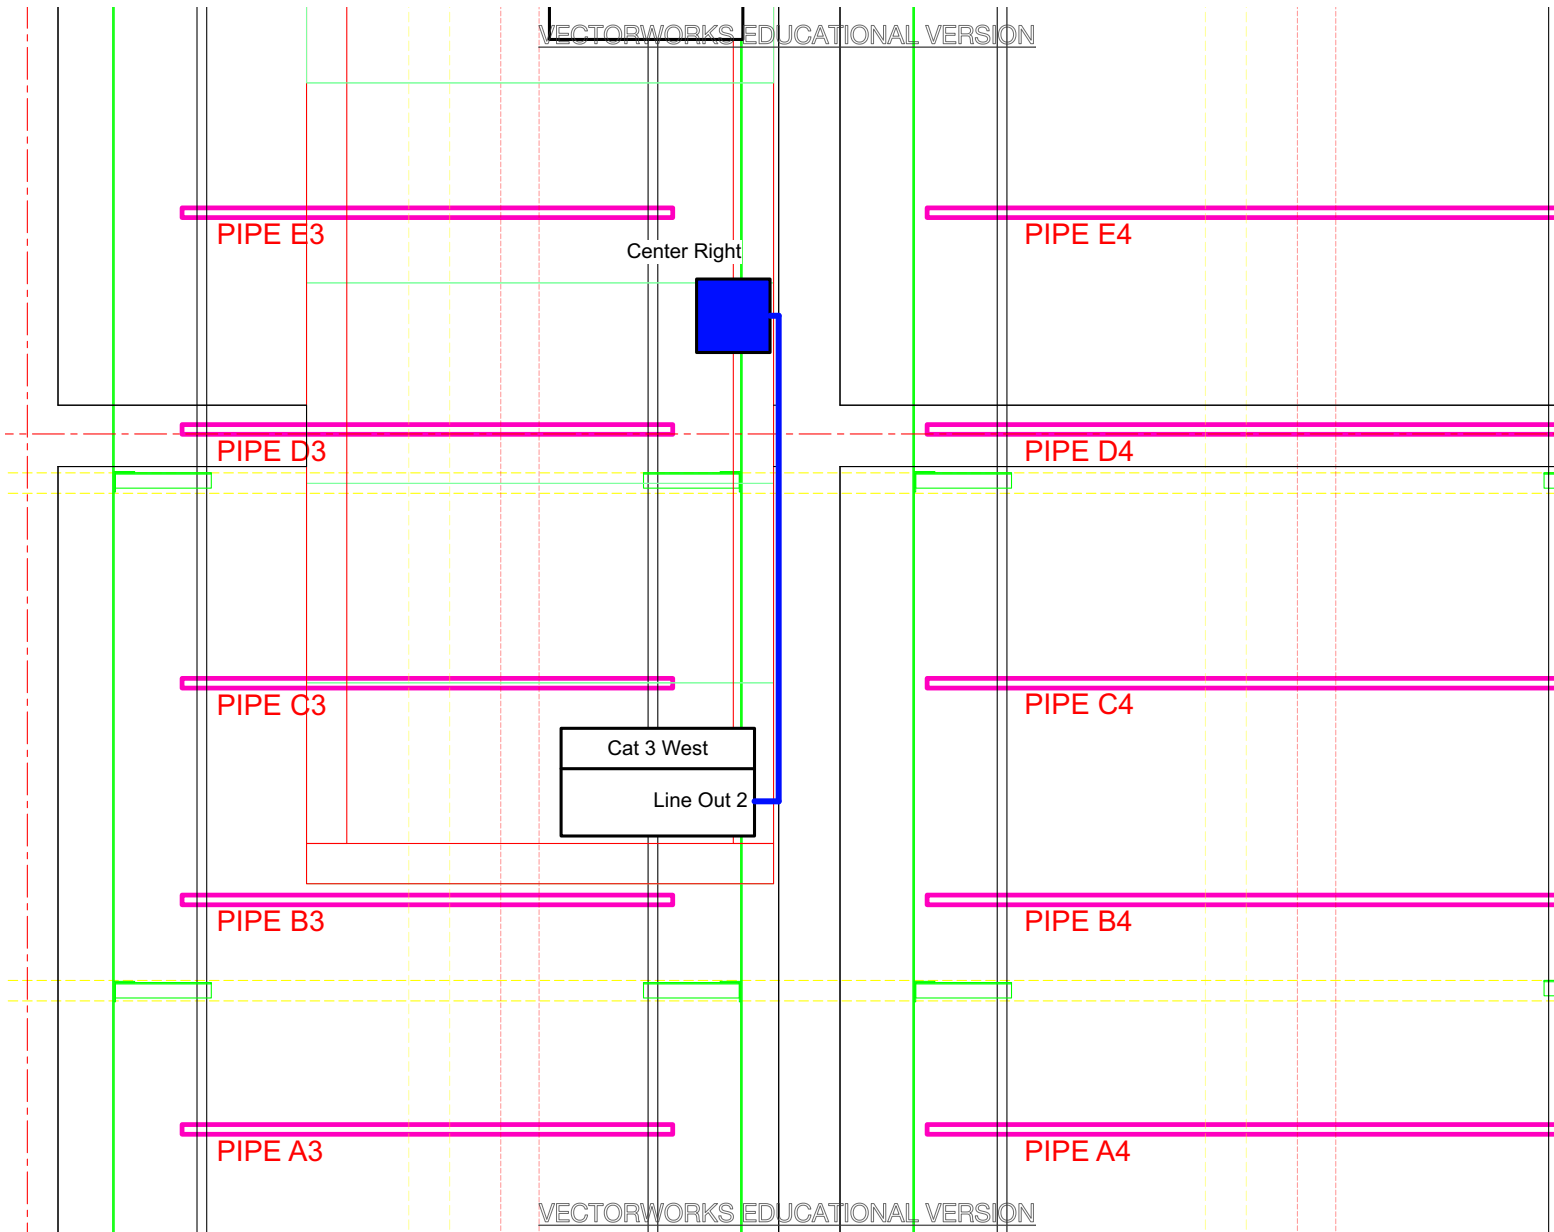 VECTORWORKS EDUCATIONAL VERSION
PIPE E3
PIPE E4
Center Right
PIPE D3
PIPE D4
PIPE C3
PIPE C4
Cat 3 West
Line Out 2
PIPE B3
PIPE B4
PIPE A3
PIPE A4
VECTORWORKS EDUCATIONAL VERSION